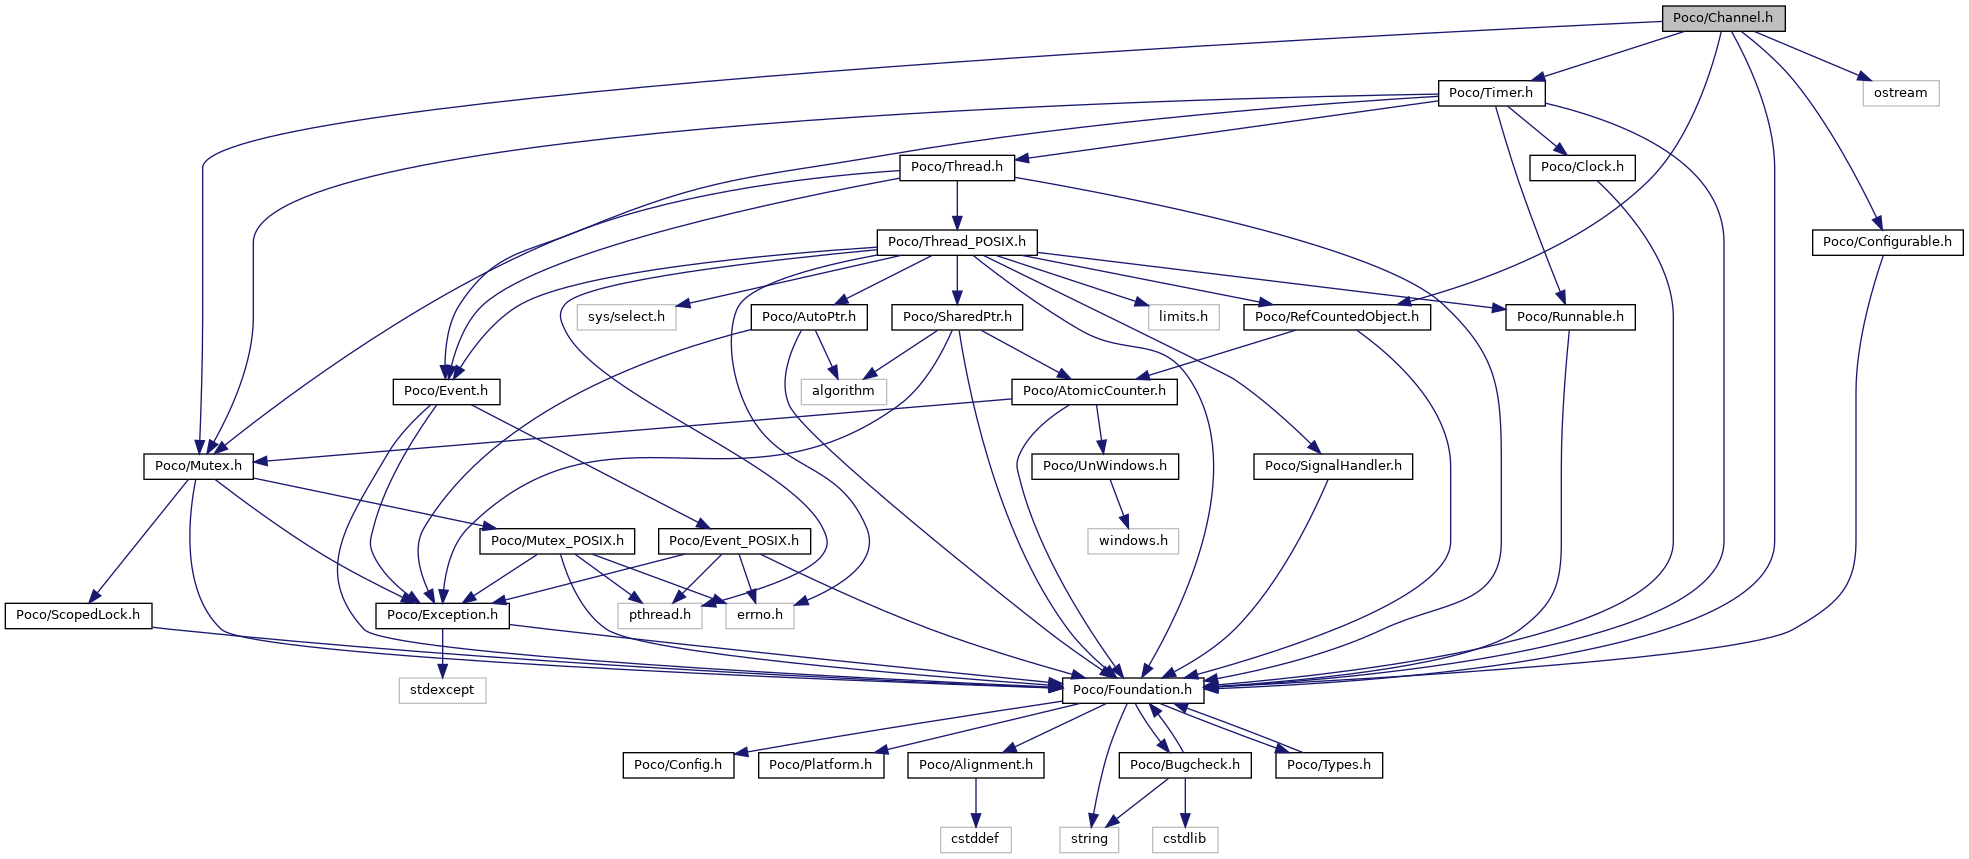 Poco/Channel.h
Poco/Timer.h
ostream
Poco/Thread.h
Poco/Clock.h
Poco/Thread_POSIX.h
Poco/Configurable.h
sys/select.h
Poco/AutoPtr.h
Poco/SharedPtr.h
limits.h
Poco/RefCountedObject.h
Poco/Runnable.h
Poco/Event.h
algorithm
Poco/AtomicCounter.h
Poco/Mutex.h
Poco/UnWindows.h
Poco/SignalHandler.h
Poco/Mutex_POSIX.h
Poco/Event_POSIX.h
windows.h
Poco/ScopedLock.h
Poco/Exception.h
pthread.h
errno.h
stdexcept
Poco/Foundation.h
Poco/Config.h
Poco/Platform.h
Poco/Alignment.h
Poco/Bugcheck.h
Poco/Types.h
cstddef
string
cstdlib